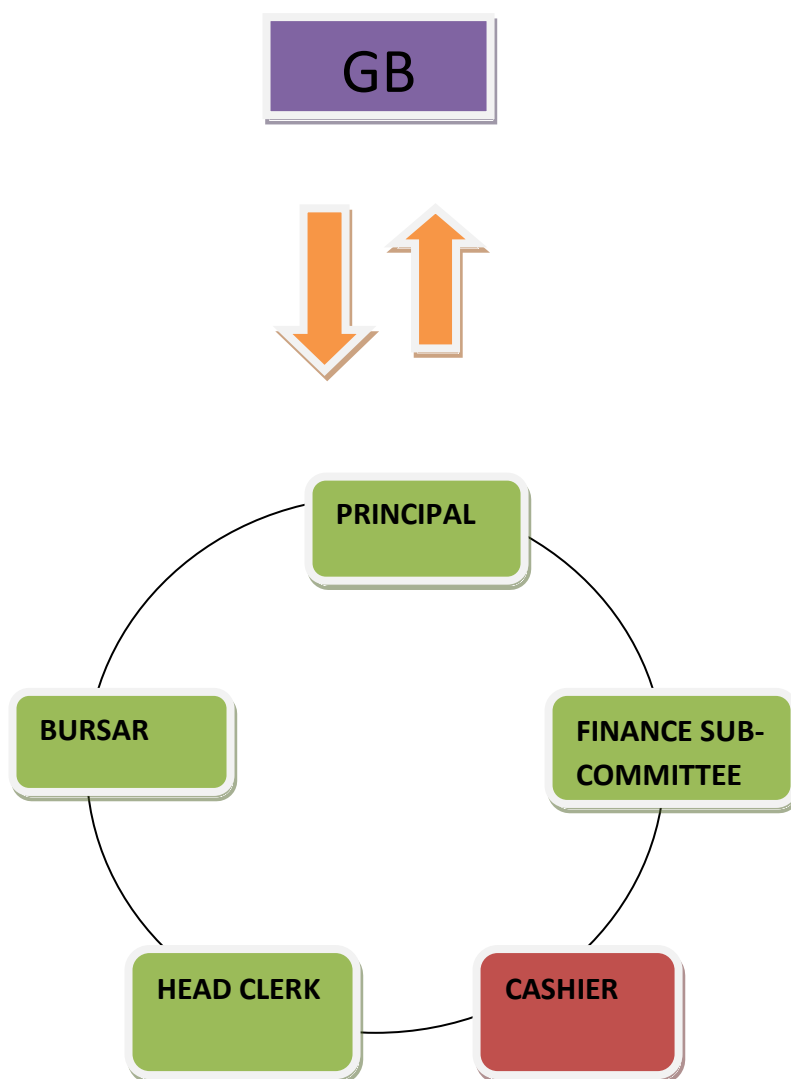 GB
PRINCIPAL
BURSAR
FINANCE SUB-
COMMITTEE
HEAD CLERK
CASHIER